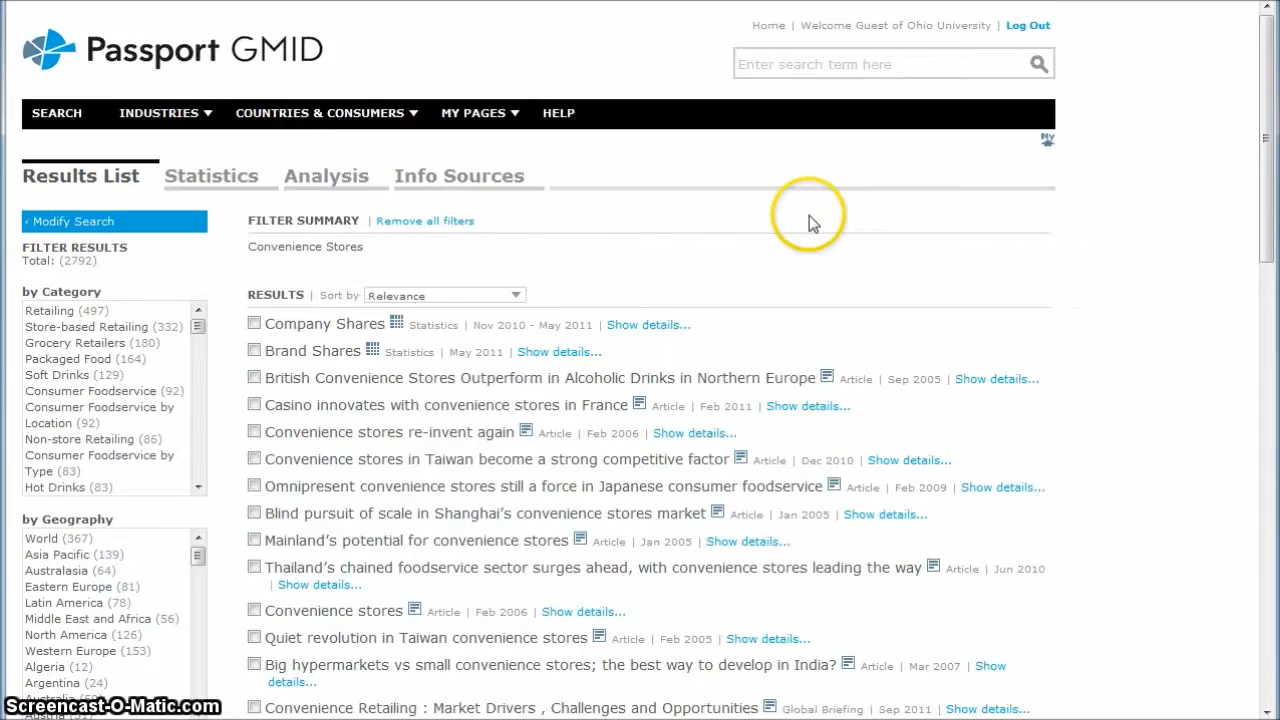 Home | Welcome Guest of Ohio University | Log Out
Passport GMID
Enter search term here
SEARCH INDUSTRIES COUNTRIES & CONSUMERS MY PAGES HELP
My
Results List Statistics Analysis Info Sources
‹ Modify Search
FILTER RESULTS
Total: (2792)
by Category
Retailing (497)
Store-based Retailing (332)
Grocery Retailers (180)
Packaged Food (164)
Soft Drinks (129)
Consumer Foodservice (92)
Consumer Foodservice by
Location (92)
Non-store Retailing (86)
Consumer Foodservice by
Type (83)
Hot Drinks (83)
by Geography
World (367)
Asia Pacific (139)
Australasia (64)
Eastern Europe (81)
Latin America (78)
Middle East and Africa (56)
North America (126)
Western Europe (153)
Algeria (12)
Argentina (24)
FILTER SUMMARY | Remove all filters
Convenience Stores
RESULTS | Sort by Relevance
Company Shares Statistics | Nov 2010 - May 2011 | Show details...
Brand Shares Statistics | May 2011 | Show details...
British Convenience Stores Outperform in Alcoholic Drinks in Northern Europe Article | Sep 2005 | Show details...
Casino innovates with convenience stores in France Article | Feb 2011 | Show details...
Convenience stores re-invent again Article | Feb 2006 | Show details...
Convenience stores in Taiwan become a strong competitive factor Article | Dec 2010 | Show details...
Omnipresent convenience stores still a force in Japanese consumer foodservice Article | Feb 2009 | Show details...
Blind pursuit of scale in Shanghai's convenience stores market Article | Jan 2005 | Show details...
Mainland's potential for convenience stores Article | Jan 2005 | Show details...
Thailand's chained foodservice sector surges ahead, with convenience stores leading the way Article | Jun 2010
| Show details...
Convenience stores Article | Feb 2006 | Show details...
Quiet revolution in Taiwan convenience stores Article | Feb 2005 | Show details...
Big hypermarkets vs small convenience stores; the best way to develop in India? Article | Mar 2007 | Show
details...
Convenience Retailing : Market Drivers , Challenges and Opportunities Global Briefing | Sep 2011 | Show details...
Screencast-O-Matic.com